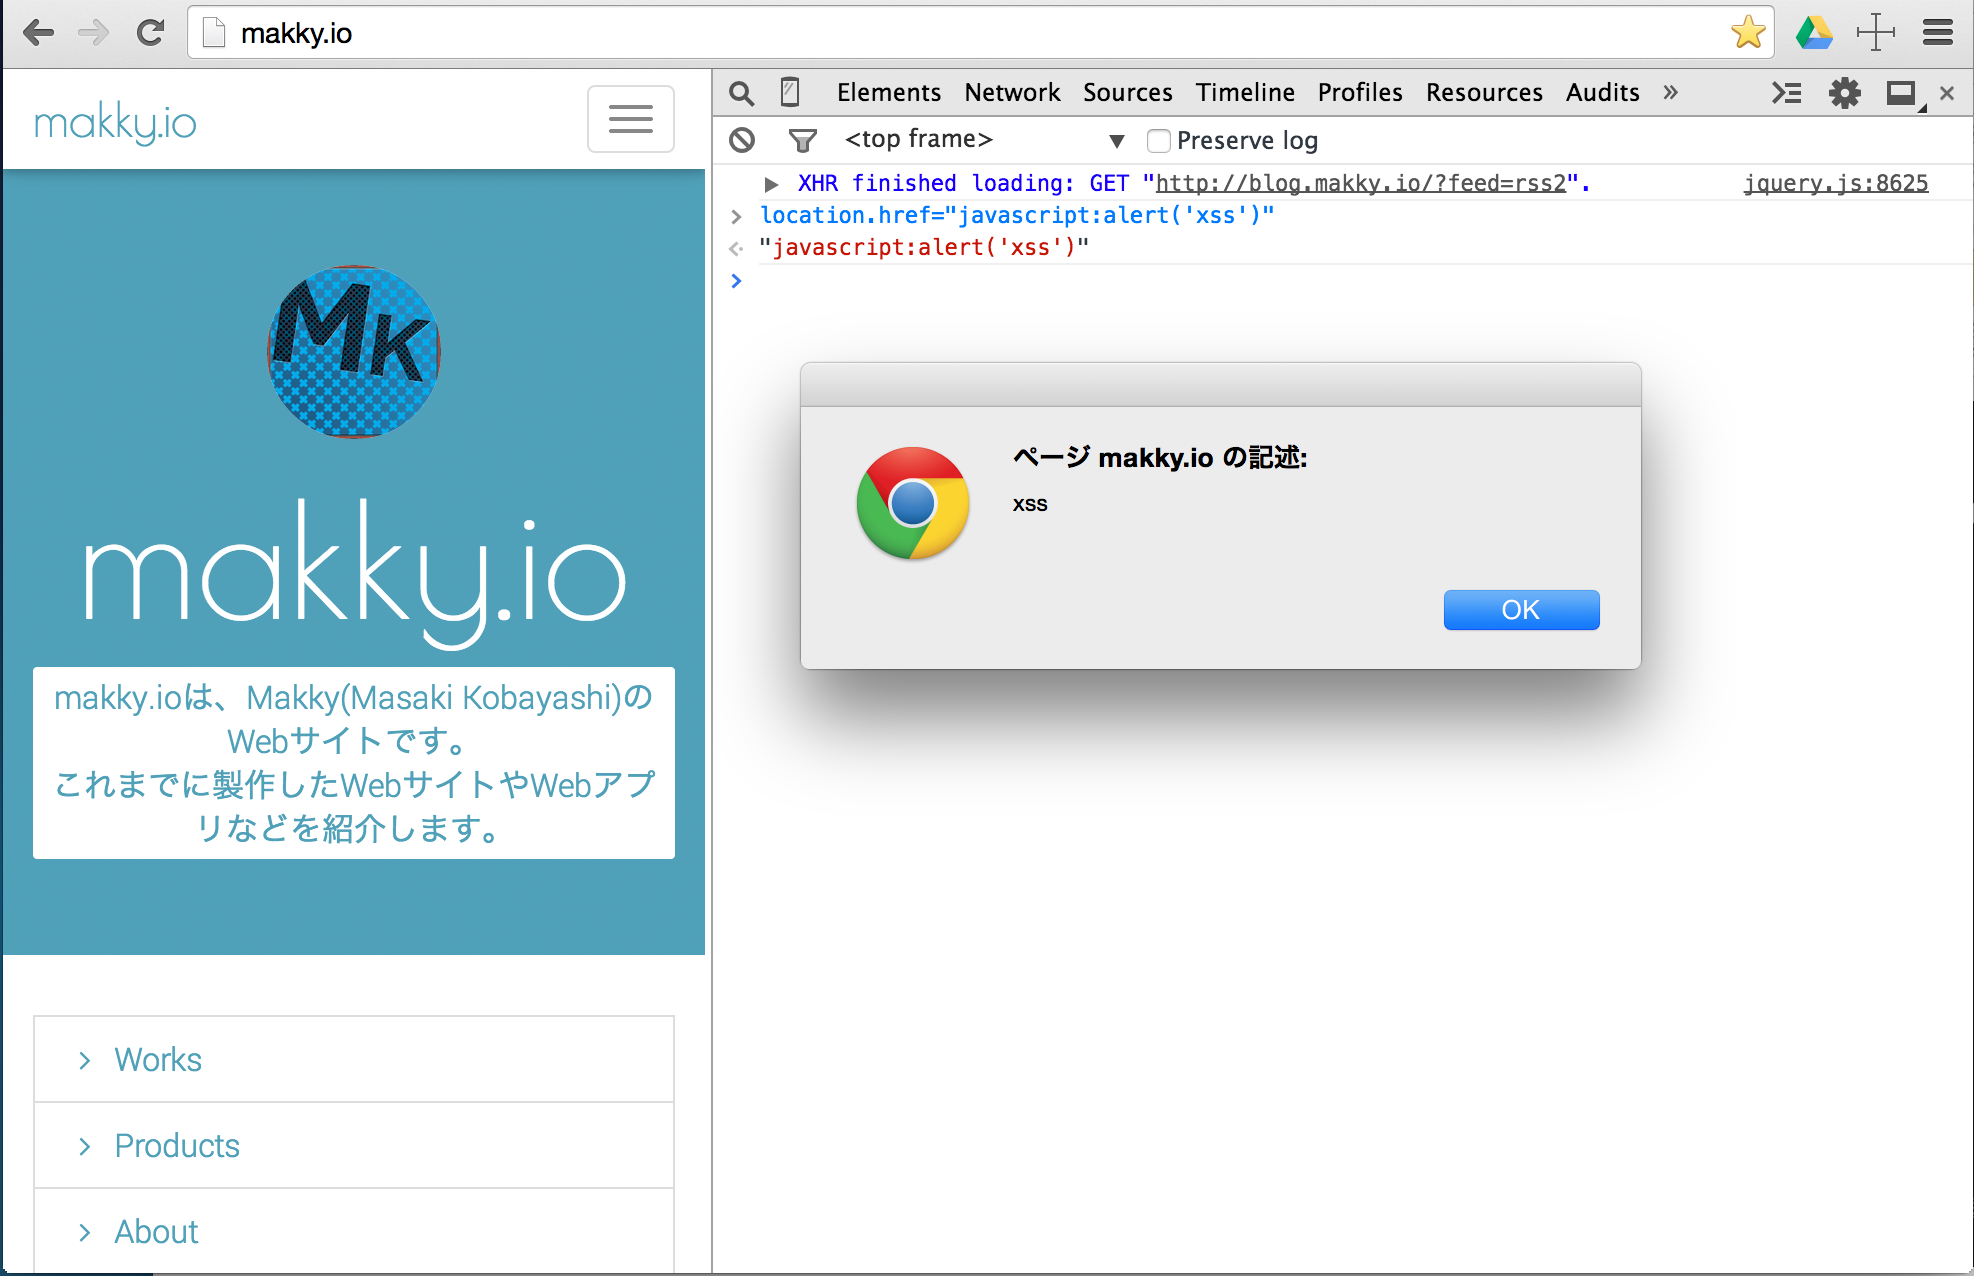 makky.io
makky.io
Elements Network Sources Timeline Profiles Resources Audits »
<top frame> ▼ Preserve log
▶ XHR finished loading: GET "http://blog.makky.io/?feed=rss2". jquery.js:8625
> location.href="javascript:alert('xss')"
"javascript:alert('xss')"
>
MK
ページ makky.io の記述:
xss
OK
makky.io
makky.ioは、Makky(Masaki Kobayashi)の
Webサイトです。
これまでに製作したWebサイトやWebアプ
リなどを紹介します。
Works
Products
About